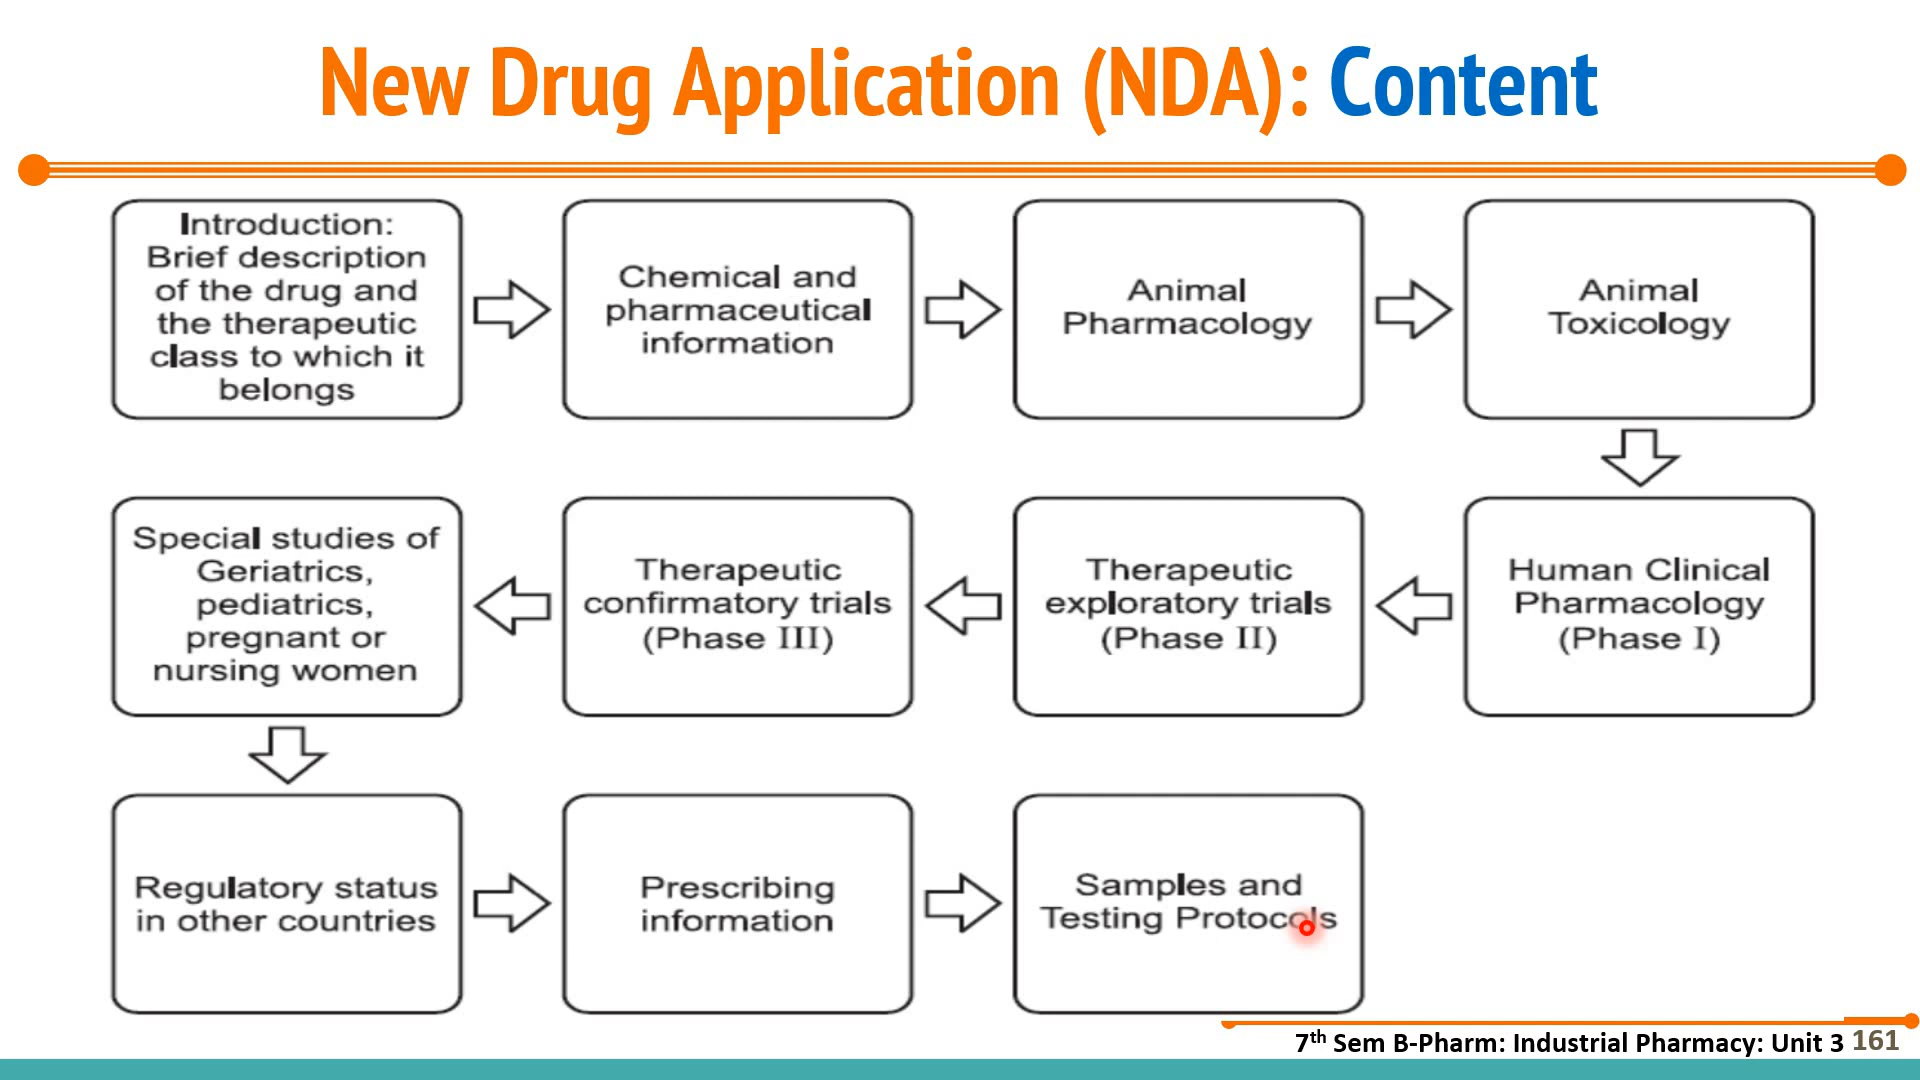 New Drug Application (NDA): Content
Introduction:
Brief description
of the drug and
the therapeutic
class to which it
belongs
Chemical and
pharmaceutical
information
Animal
Pharmacology
Animal
Toxicology
Human Clinical
Pharmacology
(Phase I)
Therapeutic
exploratory trials
(Phase II)
Therapeutic
confirmatory trials
(Phase III)
Special studies of
Geriatrics,
pediatrics,
pregnant or
nursing women
Regulatory status
in other countries
Prescribing
information
Samples and
Testing Protocols
7th Sem B-Pharm: Industrial Pharmacy: Unit 3 161